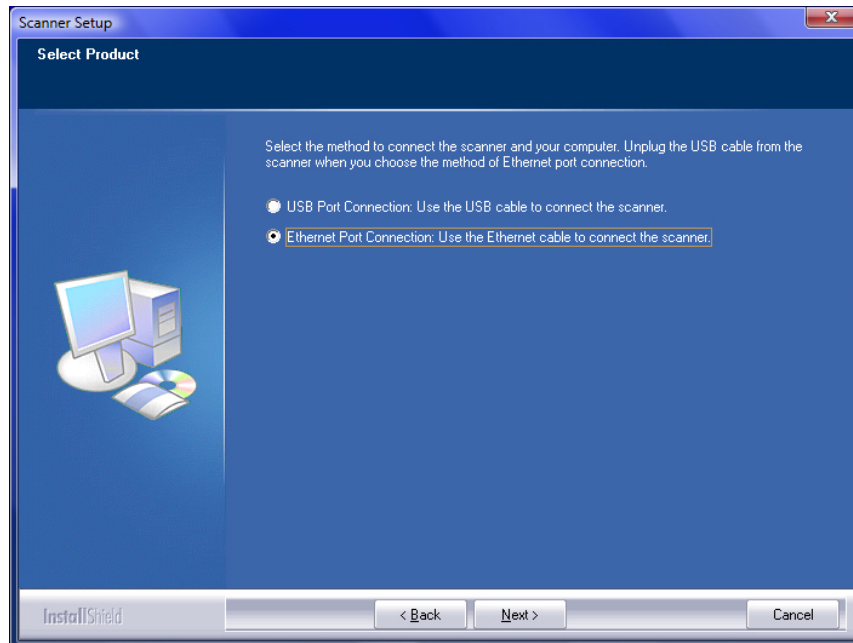 Scanner Setup
Select Product
Select the method to connect the scanner and your computer. Unplug the USB cable from the
scanner when you choose the method of Ethernet port connection.
USB Port Connection: Use the USB cable to connect the scanner.
Ethernet Port Connection: Use the Ethernet cable to connect the scanner.
InstallShield
< Back
Next >
Cancel